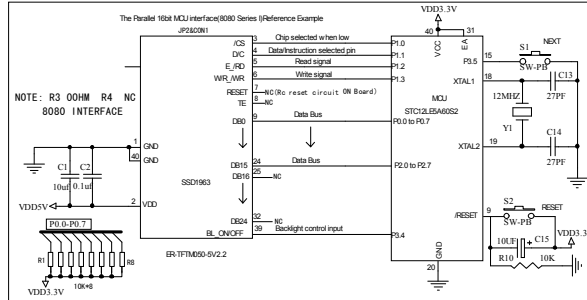 The Parallel 16bit MCU interface(8080 Series I)Reference Example
JP2&CON1
NOTE: R3 0OHM R4 NC
8080 INTERFACE
/CS 3 Chip selected when low P1.0
D/C 4 Data/Instruction selected pin P1.1
E_/RD 5 Read signal P1.2
W/R_/WR 6 Write signal P1.3
RESET 7 NC(Rc reset circuit ON Board)
TE 8 NC
DB0 9 Data Bus P0.0 to P0.7
DB15 24 Data Bus P2.0 to P2.7
DB16 25 NC
DB24 32 NC
BL_ON/OFF 39 Backlight control input P3.4
1 GND
40 GND
2 VDD
SSD1963
ER-TFTM050-5V2.2
C1
10uf
C2
0.1uf
VDD5V
P0.0-P0.7
R1
R8
10K*8
VDD3.3V
VDD3.3V
40
31
VCC
EA
MCU
STC12LE5A60S2
P3.5 15
XTAL1 18
XTAL2 19
/RESET 9
GND
20
S1
NEXT
SW-PB
C13
27PF
12MHZ
Y1
C14
27PF
S2
RESET
SW-PB
10UF
C15
VDD3.3V
R10
10K